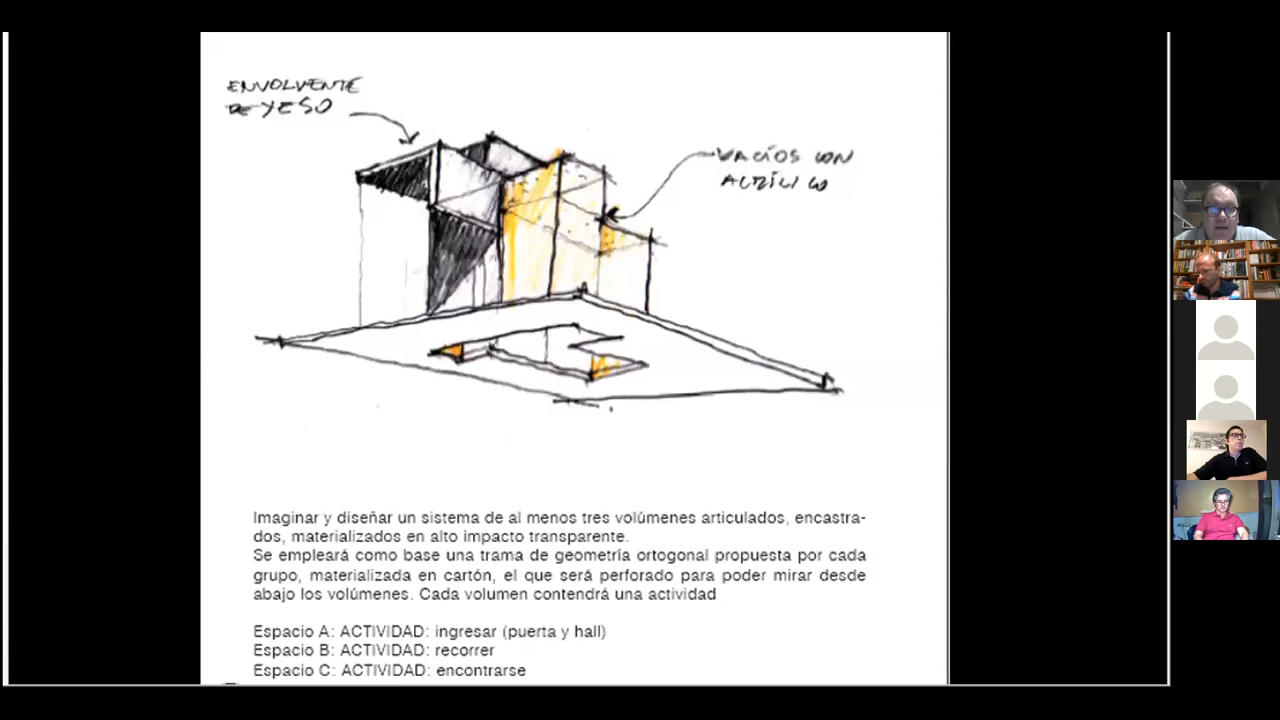 ENVOLVENTE
DE YESO
VACÍOS CON
ACRÍLICO
Imaginar y diseñar un sistema de al menos tres volúmenes articulados, encastra-
dos, materializados en alto impacto transparente.
Se empleará como base una trama de geometría ortogonal propuesta por cada
grupo, materializada en cartón, el que será perforado para poder mirar desde
abajo los volúmenes. Cada volumen contendrá una actividad
Espacio A: ACTIVIDAD: ingresar (puerta y hall)
Espacio B: ACTIVIDAD: recorrer
Espacio C: ACTIVIDAD: encontrarse